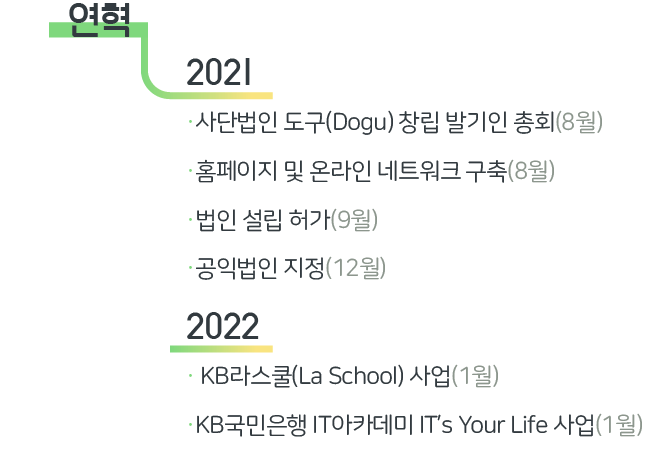 연혁
2021
·사단법인 도구(Dogu) 창립 발기인 총회(8월)
·홈페이지 및 온라인 네트워크 구축(8월)
·법인 설립 허가(9월)
·공익법인 지정(12월)
2022
· KB라스쿨(La School) 사업(1월)
·KB국민은행 IT아카데미 IT's Your Life 사업(1월)